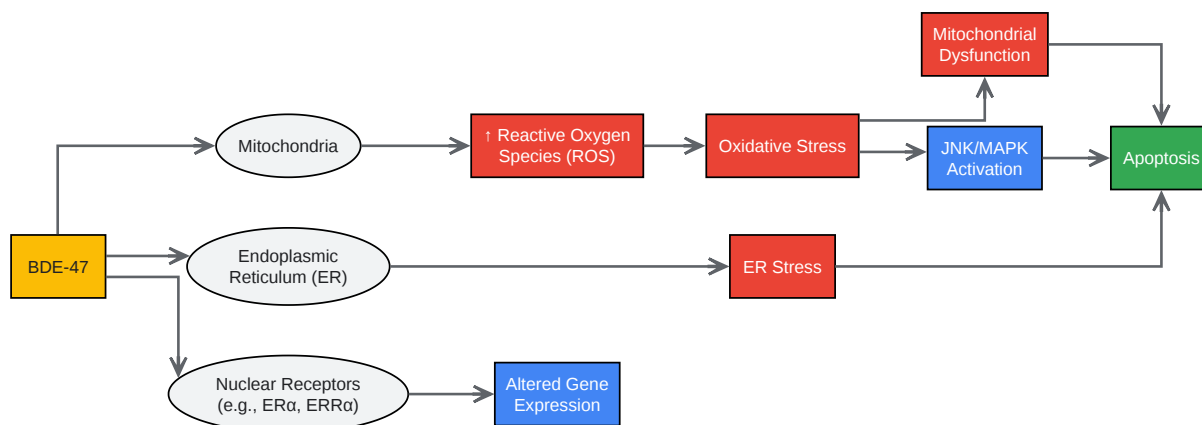 Mitochondrial
Dysfunction
Mitochondria
↑ Reactive Oxygen
Species (ROS)
Oxidative Stress
JNK/MAPK
Activation
Apoptosis
BDE-47
Endoplasmic
Reticulum (ER)
ER Stress
Nuclear Receptors
(e.g., ERα, ERRα)
Altered Gene
Expression